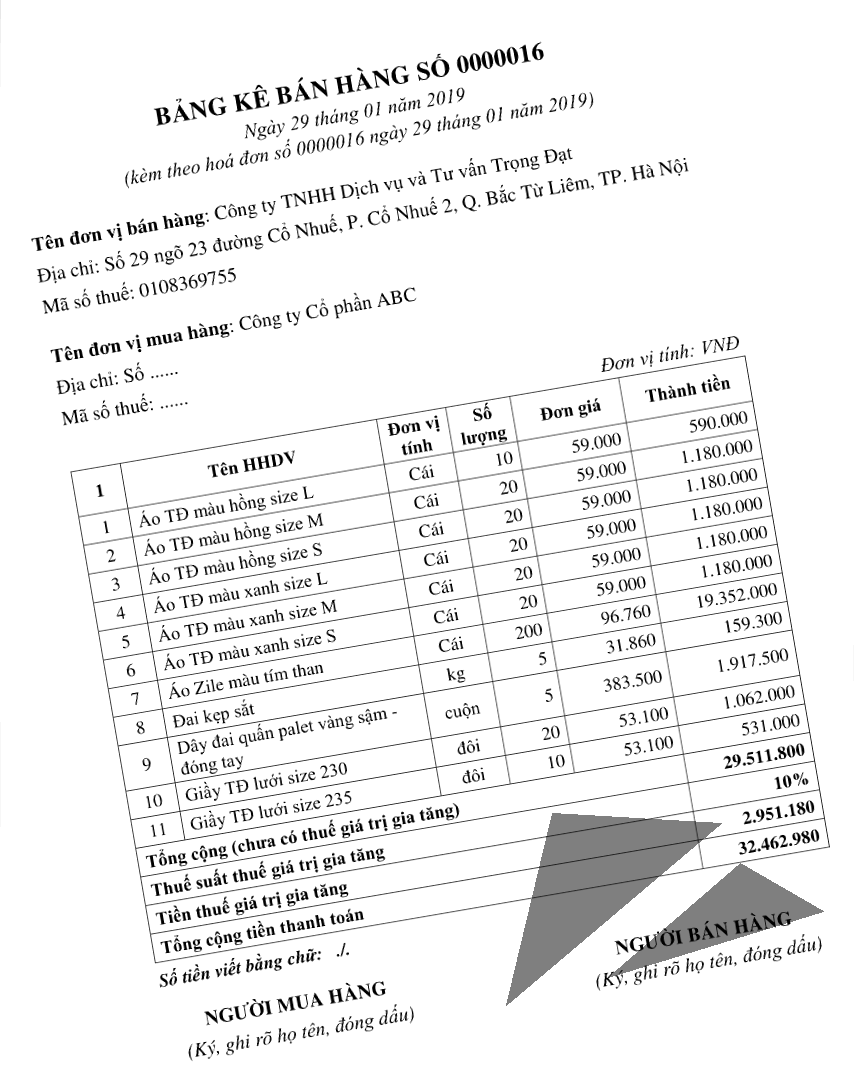 BẢNG KÊ BÁN HÀNG SỐ 0000016
Ngày 29 tháng 01 năm 2019
(kèm theo hoá đơn số 0000016 ngày 29 tháng 01 năm 2019)
Tên đơn vị bán hàng: Công ty TNHH Dịch vụ và Tư vấn Trọng Đạt
Địa chỉ: Số 29 ngõ 23 đường Cổ Nhuế, P. Cổ Nhuế 2, Q. Bắc Từ Liêm, TP. Hà Nội
Mã số thuế: 0108369755
Tên đơn vị mua hàng: Công ty Cổ phần ABC
Địa chỉ: Số ......
Mã số thuế: ......
Đơn vị tính: VNĐ
1 Tên HHDV Đơn vị tính Số lượng Đơn giá Thành tiền
1 Áo TĐ màu hồng size L Cái 10 59.000 590.000
2 Áo TĐ màu hồng size M Cái 20 59.000 1.180.000
3 Áo TĐ màu hồng size S Cái 20 59.000 1.180.000
4 Áo TĐ màu xanh size L Cái 20 59.000 1.180.000
5 Áo TĐ màu xanh size M Cái 20 59.000 1.180.000
6 Áo TĐ màu xanh size S Cái 20 59.000 1.180.000
7 Áo Zile màu tím than Cái 200 96.760 19.352.000
8 Đai kẹp sắt kg 5 31.860 159.300
9 Dây đai quấn palet vàng sậm - đóng tay cuộn 5 383.500 1.917.500
10 Giầy TĐ lưới size 230 đôi 20 53.100 1.062.000
11 Giầy TĐ lưới size 235 đôi 10 53.100 531.000
Tổng cộng (chưa có thuế giá trị gia tăng) 29.511.800
Thuế suất thuế giá trị gia tăng 10%
Tiền thuế giá trị gia tăng 2.951.180
Tổng cộng tiền thanh toán 32.462.980
Số tiền viết bằng chữ: ./.
NGƯỜI MUA HÀNG
(Ký, ghi rõ họ tên, đóng dấu)
NGƯỜI BÁN HÀNG
(Ký, ghi rõ họ tên, đóng dấu)